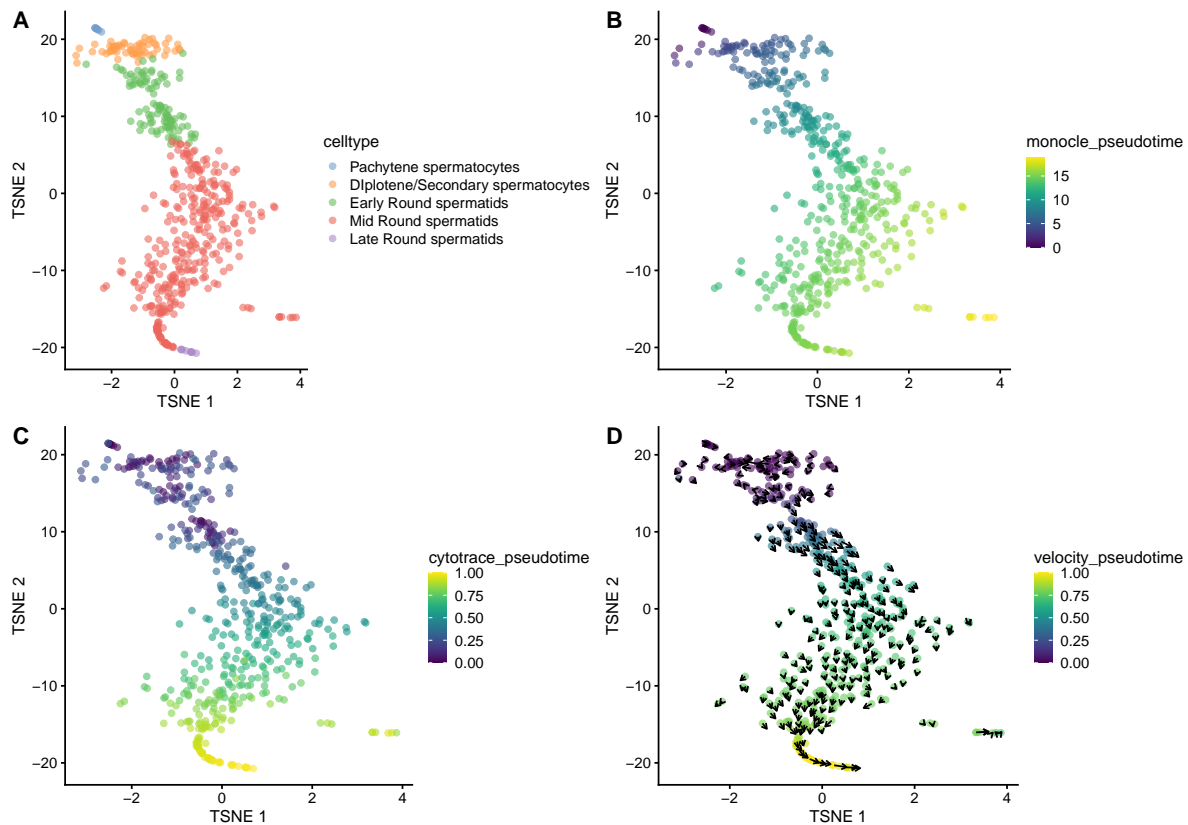 A
20
10
0
−10
−20
−2
0
2
4
TSNE 1
TSNE 2
celltype
Pachytene spermatocytes
DIplotene/Secondary spermatocytes
Early Round spermatids
Mid Round spermatids
Late Round spermatids
B
20
10
0
−10
−20
−2
0
2
4
TSNE 1
TSNE 2
monocle_pseudotime
15
10
5
0
C
20
10
0
−10
−20
−2
0
2
4
TSNE 1
TSNE 2
cytotrace_pseudotime
1.00
0.75
0.50
0.25
0.00
D
20
10
0
−10
−20
−2
0
2
4
TSNE 1
TSNE 2
velocity_pseudotime
1.00
0.75
0.50
0.25
0.00